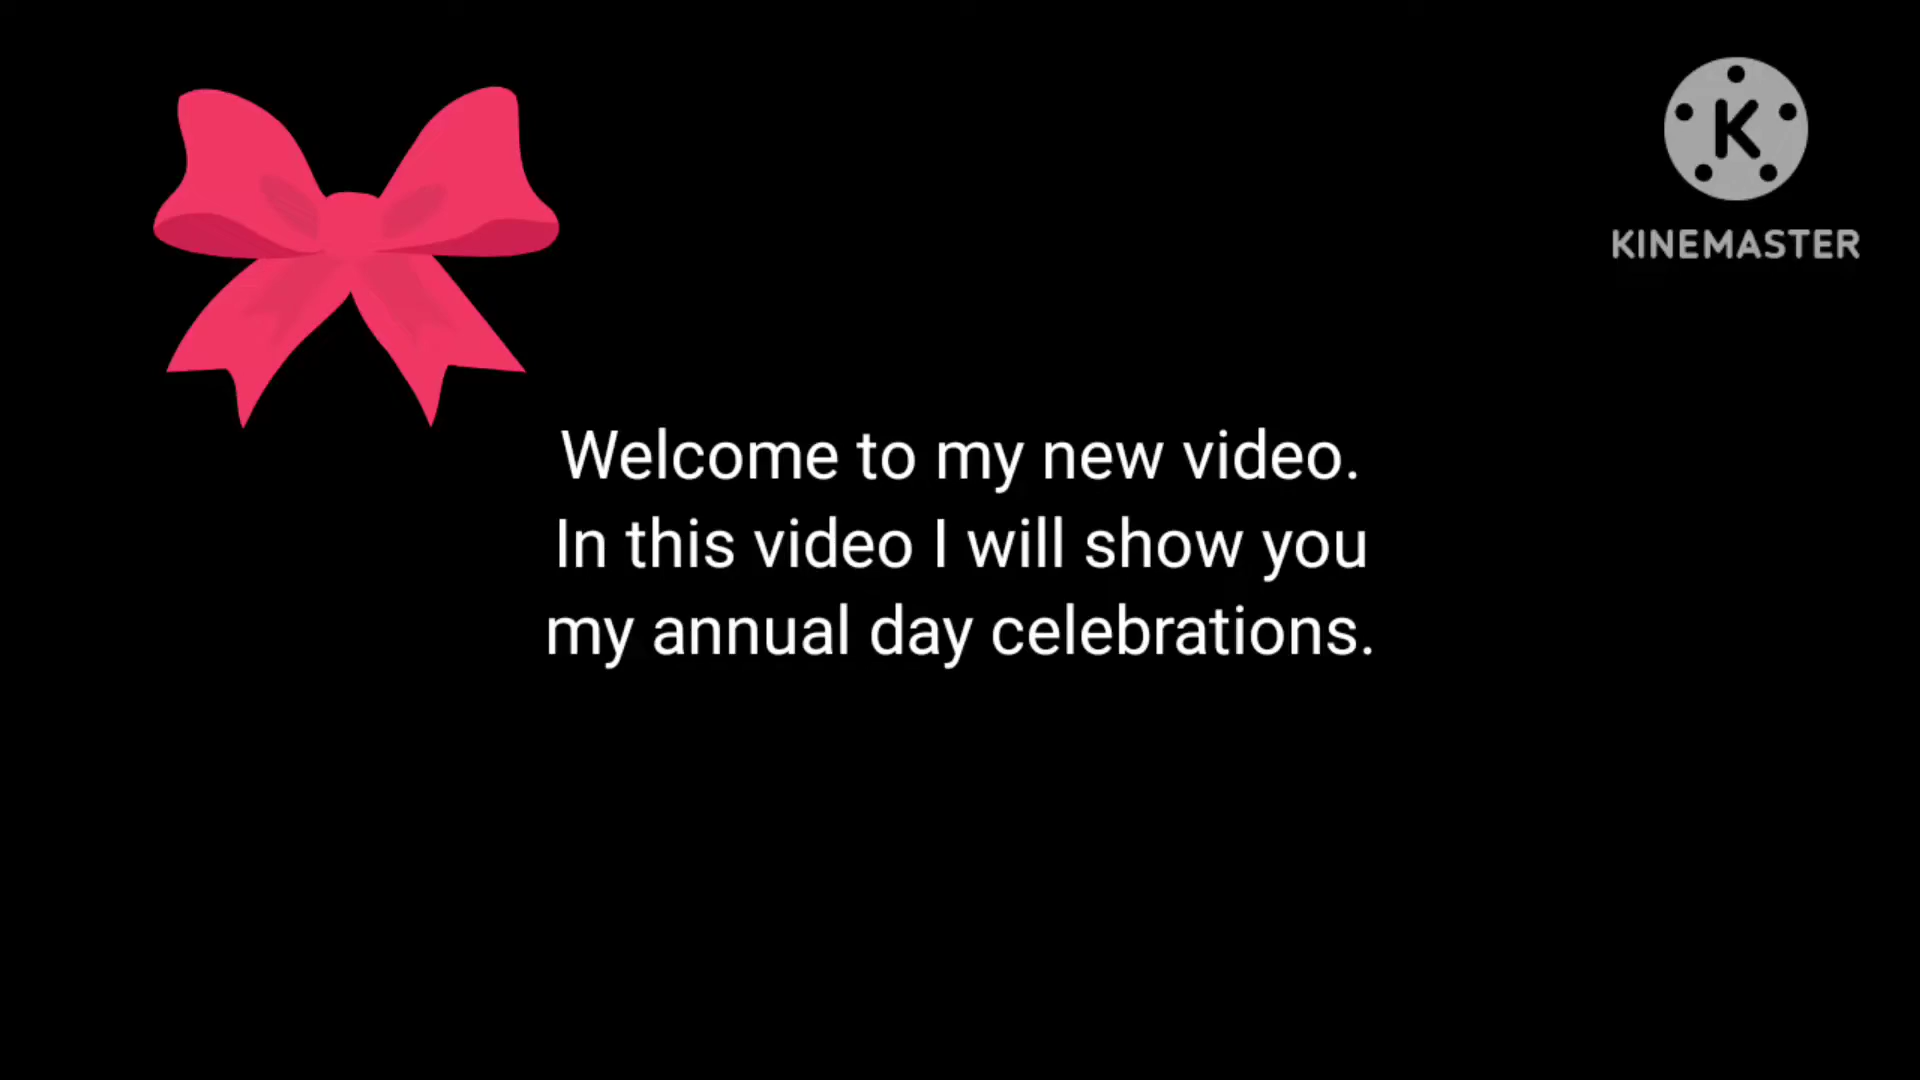 K
KINEMASTER
Welcome to my new video.
In this video I will show you
my annual day celebrations.